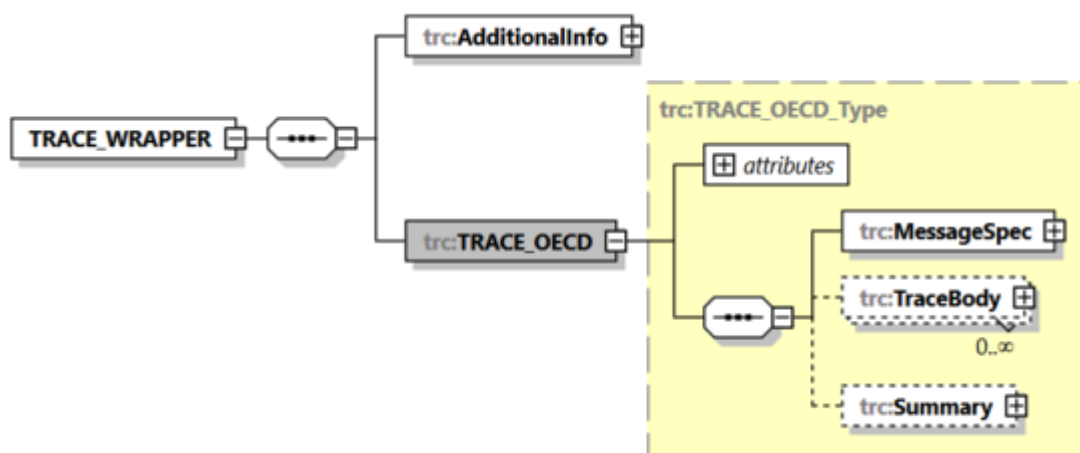 trc:AdditionalInfo
trc:TRACE_OECD_Type
TRACE_WRAPPER
attributes
trc:MessageSpec
trc:TRACE_OECD
trc:TraceBody
0..∞
trc:Summary